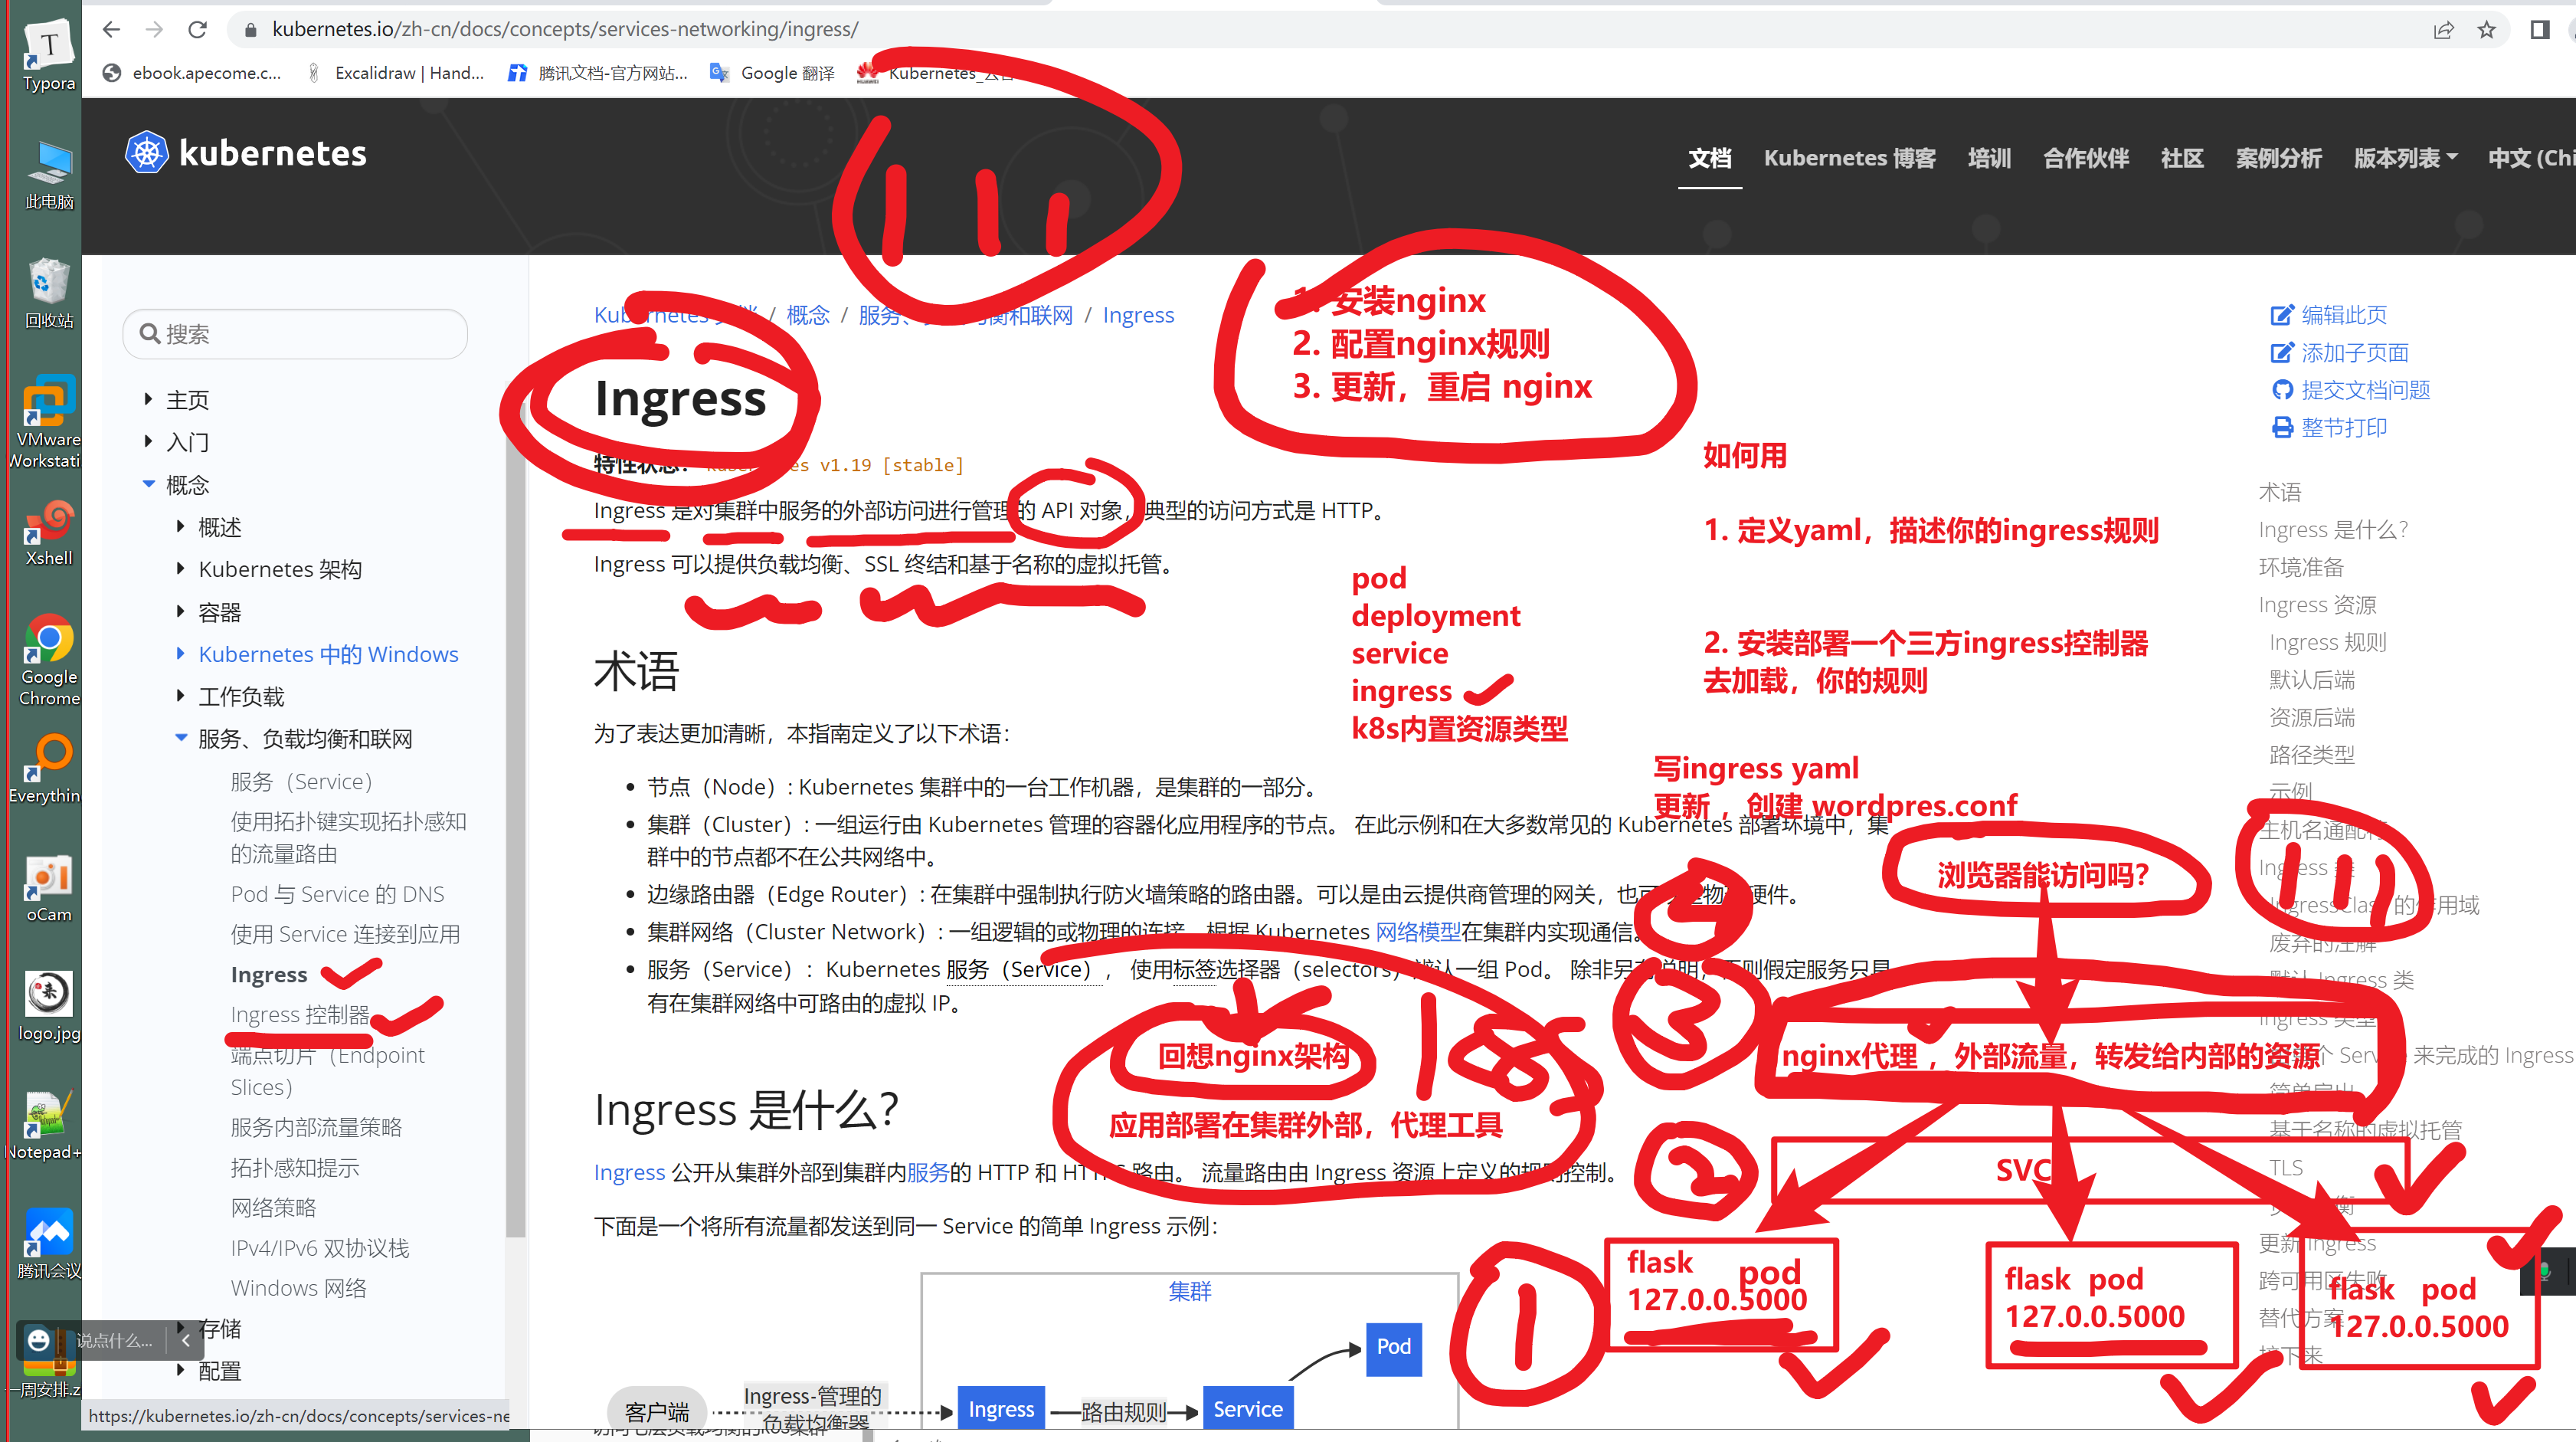 kubernetes.io/zh-cn/docs/concepts/services-networking/ingress/
ebook.apecome.c...
Excalidraw | Hand...
腾讯文档-官方网站...
Google 翻译
Kubernetes_云容
Typora
此电脑
回收站
VMware
Workstati
Xshell
Google
Chrome
Everythin
oCam
logo.jpg
Notepad+
腾讯会议
一周安排.z
说点什么...
kubernetes
文档
Kubernetes 博客
培训
合作伙伴
社区
案例分析
版本列表
中文 (Chi
搜索
主页
入门
概念
概述
Kubernetes 架构
容器
Kubernetes 中的 Windows
工作负载
服务、负载均衡和联网
服务（Service）
使用拓扑键实现拓扑感知
的流量路由
Pod 与 Service 的 DNS
使用 Service 连接到应用
Ingress
Ingress 控制器
端点切片（Endpoint
Slices）
服务内部流量策略
拓扑感知提示
网络策略
IPv4/IPv6 双协议栈
Windows 网络
存储
配置
https://kubernetes.io/zh-cn/docs/concepts/services-ne
/ 概念 / 服务、负载均衡和联网 / Ingress
Ingress
特性状态： Kubernetes v1.19 [stable]
Ingress 是对集群中服务的外部访问进行管理的 API 对象，典型的访问方式是 HTTP。
Ingress 可以提供负载均衡、SSL 终结和基于名称的虚拟托管。
术语
为了表达更加清晰，本指南定义了以下术语：
节点（Node）: Kubernetes 集群中的一台工作机器，是集群的一部分。
集群（Cluster）: 一组运行由 Kubernetes 管理的容器化应用程序的节点。 在此示例和在大多数常见的 Kubernetes 部署环境中，集
群中的节点都不在公共网络中。
边缘路由器（Edge Router）: 在集群中强制执行防火墙策略的路由器。可以是由云提供商管理的网关，也可 物 硬件。
集群网络（Cluster Network）: 一组逻辑的或物理的连接，根据 Kubernetes 网络模型在集群内实现通信。
服务（Service）：Kubernetes 服务（Service）， 使用标签选择器（selectors）辨认一组 Pod。 除非另有说明，否则假定服务只具
有在集群网络中可路由的虚拟 IP。
Ingress 是什么？
Ingress 公开从集群外部到集群内服务的 HTTP 和 HTTPS 路由。 流量路由由 Ingress 资源上定义的规则控制。
下面是一个将所有流量都发送到同一 Service 的简单 Ingress 示例：
集群
Pod
客户端
Ingress-管理的
负载均衡器
Ingress
路由规则
Service
1. 安装nginx
2. 配置nginx规则
3. 更新，重启 nginx
如何用
1. 定义yaml，描述你的ingress规则
2. 安装部署一个三方ingress控制器
去加载，你的规则
pod
deployment
service
ingress
k8s内置资源类型
写ingress yaml
更新 ，创建 wordpres.conf
浏览器能访问吗？
回想nginx架构
应用部署在集群外部，代理工具
nginx代理 ，外部流量，转发给内部的资源
3
2
1
SVC
flask pod
127.0.0.5000
flask pod
127.0.0.5000
flask pod
127.0.0.5000
编辑此页
添加子页面
提交文档问题
整节打印
术语
Ingress 是什么？
环境准备
Ingress 资源
Ingress 规则
默认后端
资源后端
路径类型
示例
主机名通配符
Ingress 类
IngressClass 的作用域
废弃的注解
默认 Ingress 类
Ingress 类型
个 Service 来完成的 Ingress
简单扇出
基于名称的虚拟托管
TLS
更新 Ingress
跨可用区失败
替代方案
接下来